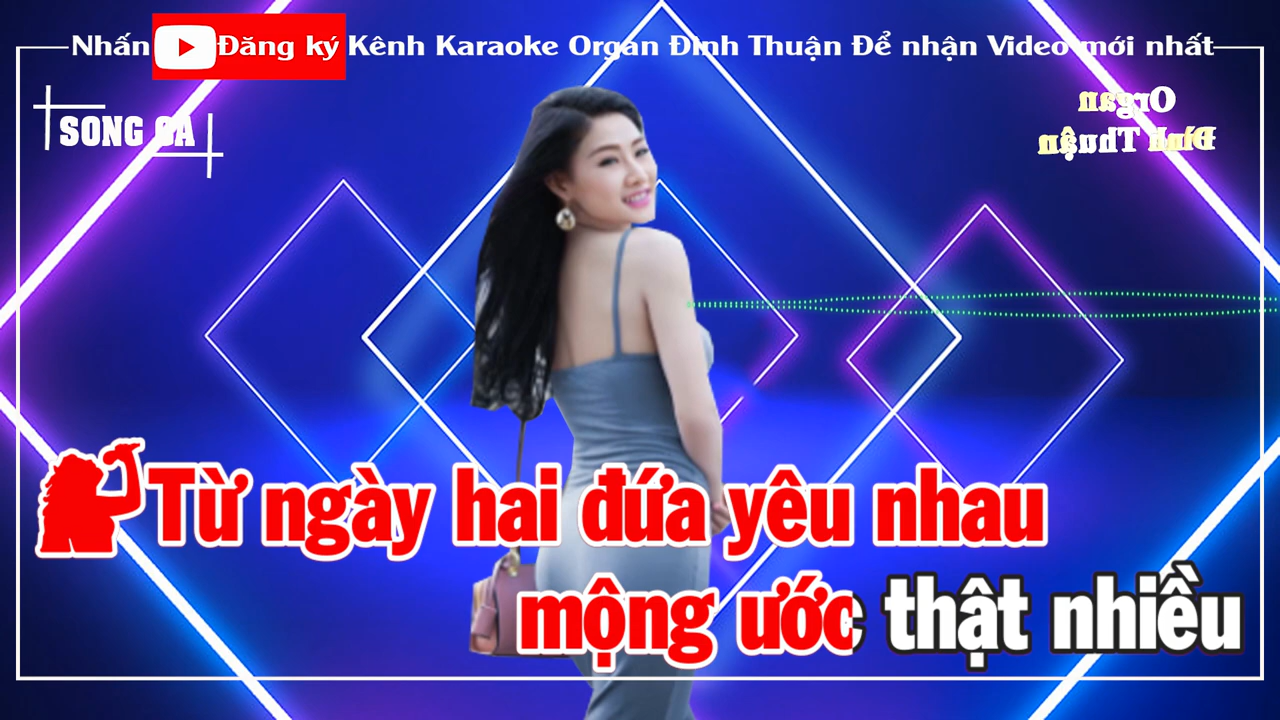 Nhấn Đăng ký Kênh Karaoke Organ Đình Thuận Để nhận Video mới nhất
SONG CA
Organ
Đình Thuận
Từ ngày hai đứa yêu nhau
mộng ước thật nhiều